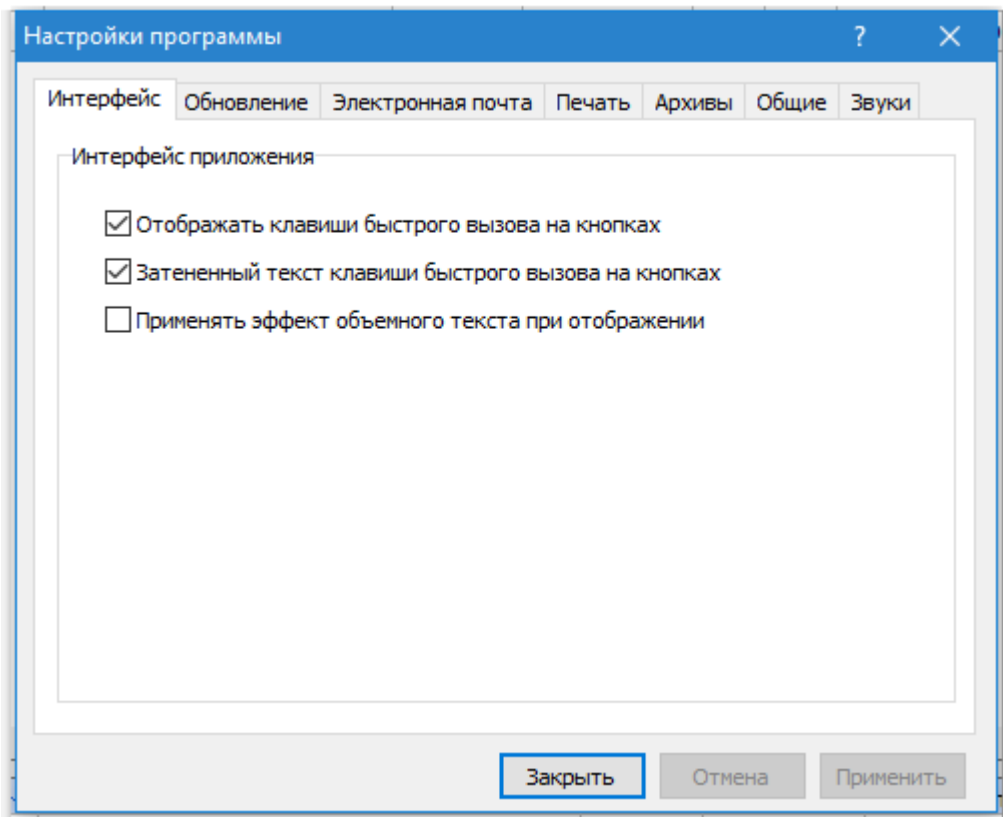 Настройки программы ?
Интерфейс Обновление Электронная почта Печать Архивы Общие Звуки
Интерфейс приложения
Отображать клавиши быстрого вызова на кнопках
Затененный текст клавиши быстрого вызова на кнопках
Применять эффект объемного текста при отображении
Закрыть Отмена Применить